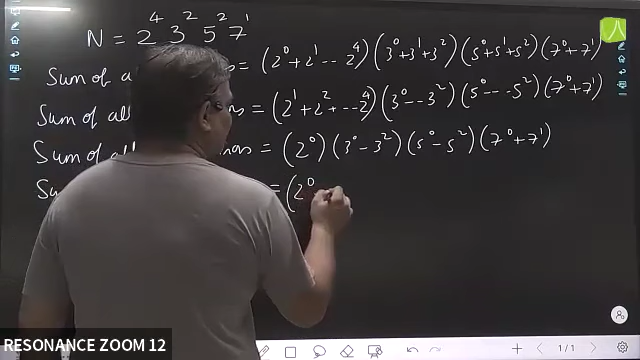 N = 2⁴ 3² 5² 7¹
Sum of a = (2⁰ + 2¹ -- 2⁴)(3⁰+3¹+3²)(5⁰+5¹+5²)(7⁰+7¹)
Sum of all = (2¹ + 2² + -- 2⁴)(3⁰ -- 3²)(5⁰ -- 5²)(7⁰+7¹)
Sum of all = (2⁰)(3⁰ - 3²)(5⁰ - 5²)(7⁰ + 7¹)
= (2⁰
RESONANCE ZOOM 12
1/1